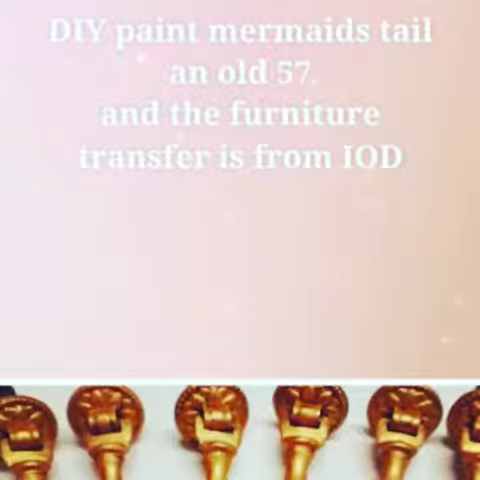 DIY paint mermaids tail
an old 57
and the furniture
transfer is from IOD